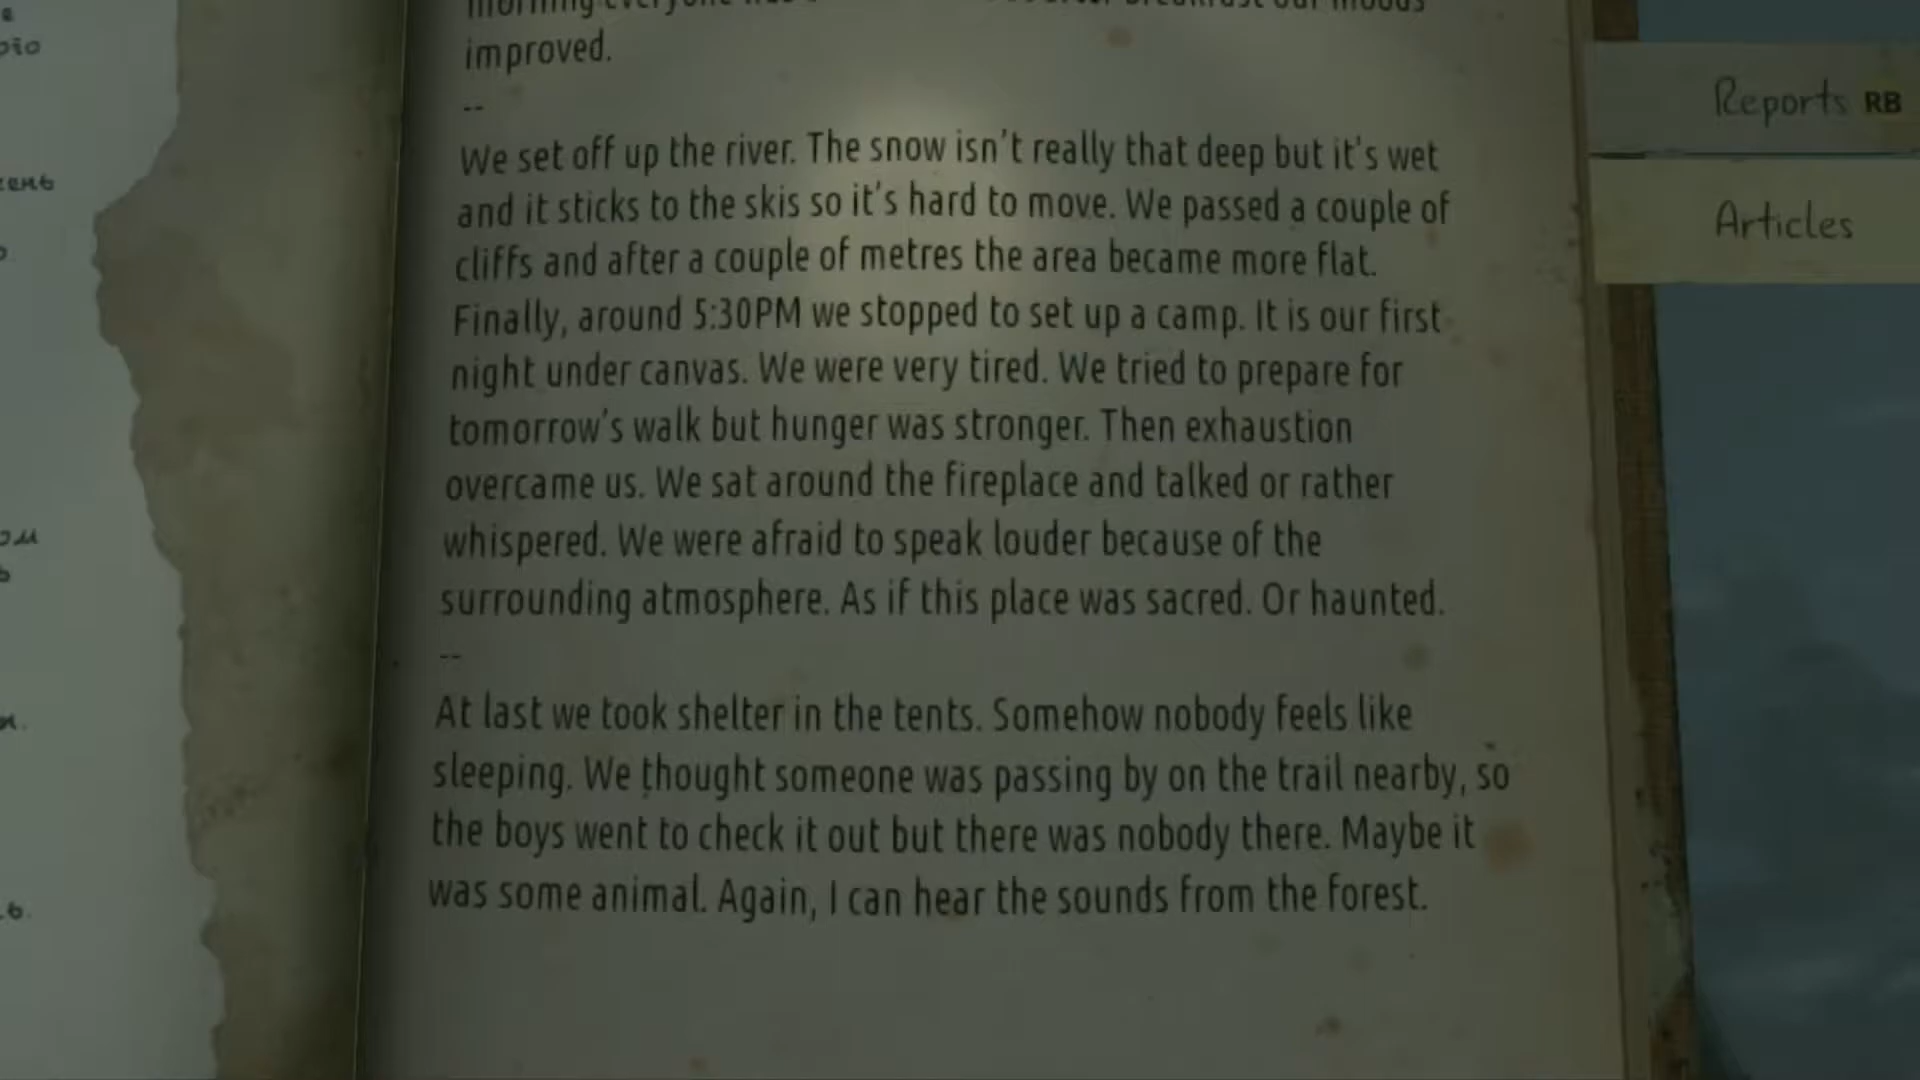 improved.
--
We set off up the river. The snow isn't really that deep but it's wet
and it sticks to the skis so it's hard to move. We passed a couple of
cliffs and after a couple of metres the area became more flat.
Finally, around 5:30PM we stopped to set up a camp. It is our first
night under canvas. We were very tired. We tried to prepare for
tomorrow's walk but hunger was stronger. Then exhaustion
overcame us. We sat around the fireplace and talked or rather
whispered. We were afraid to speak louder because of the
surrounding atmosphere. As if this place was sacred. Or haunted.
--
At last we took shelter in the tents. Somehow nobody feels like
sleeping. We thought someone was passing by on the trail nearby, so
the boys went to check it out but there was nobody there. Maybe it
was some animal. Again, I can hear the sounds from the forest.
Reports RB
Articles